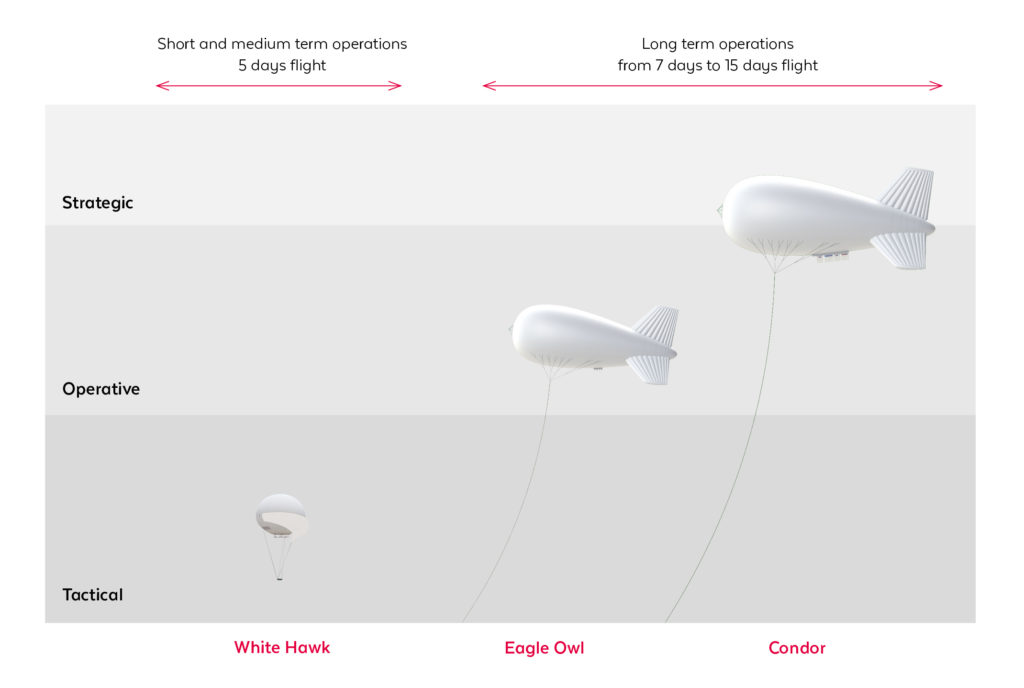 Short and medium term operations
5 days flight
Long term operations
from 7 days to 15 days flight
Strategic
Operative
Tactical
White Hawk
Eagle Owl
Condor